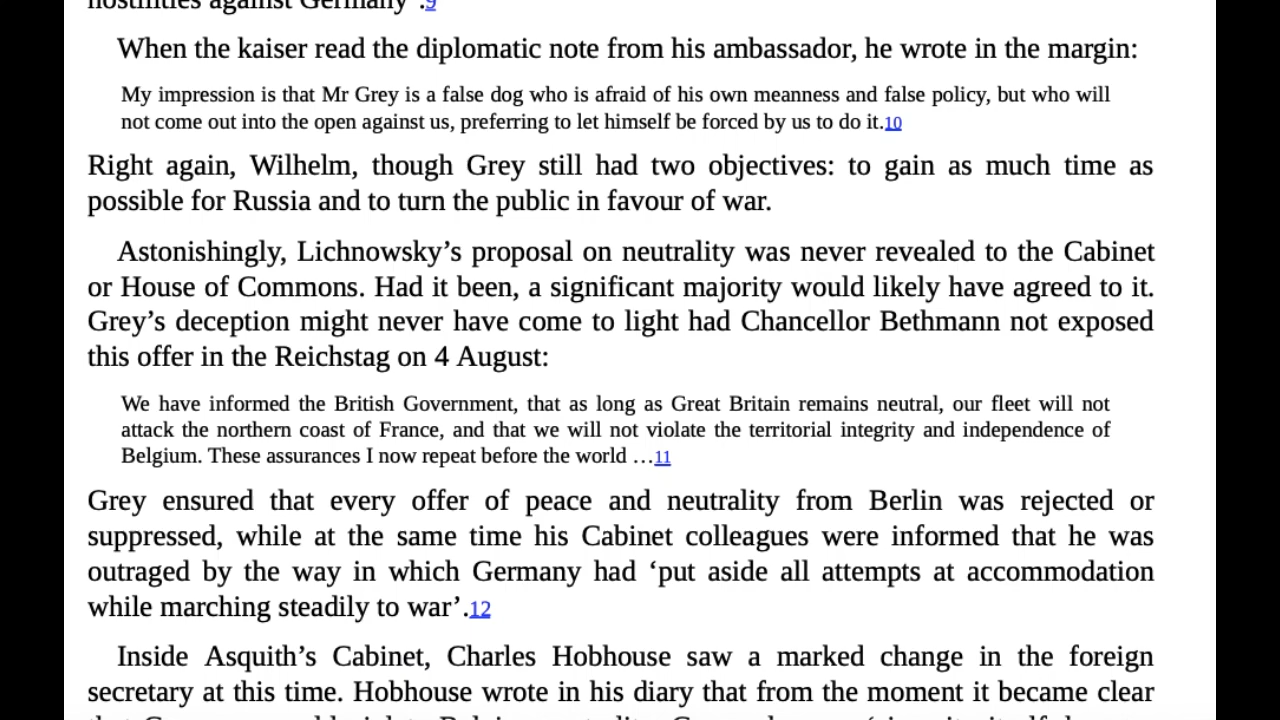 hostilities against Germany'.9
When the kaiser read the diplomatic note from his ambassador, he wrote in the margin:
My impression is that Mr Grey is a false dog who is afraid of his own meanness and false policy, but who will
not come out into the open against us, preferring to let himself be forced by us to do it.10
Right again, Wilhelm, though Grey still had two objectives: to gain as much time as
possible for Russia and to turn the public in favour of war.
Astonishingly, Lichnowsky’s proposal on neutrality was never revealed to the Cabinet
or House of Commons. Had it been, a significant majority would likely have agreed to it.
Grey’s deception might never have come to light had Chancellor Bethmann not exposed
this offer in the Reichstag on 4 August:
We have informed the British Government, that as long as Great Britain remains neutral, our fleet will not
attack the northern coast of France, and that we will not violate the territorial integrity and independence of
Belgium. These assurances I now repeat before the world …11
Grey ensured that every offer of peace and neutrality from Berlin was rejected or
suppressed, while at the same time his Cabinet colleagues were informed that he was
outraged by the way in which Germany had ‘put aside all attempts at accommodation
while marching steadily to war’.12
Inside Asquith’s Cabinet, Charles Hobhouse saw a marked change in the foreign
secretary at this time. Hobhouse wrote in his diary that from the moment it became clear